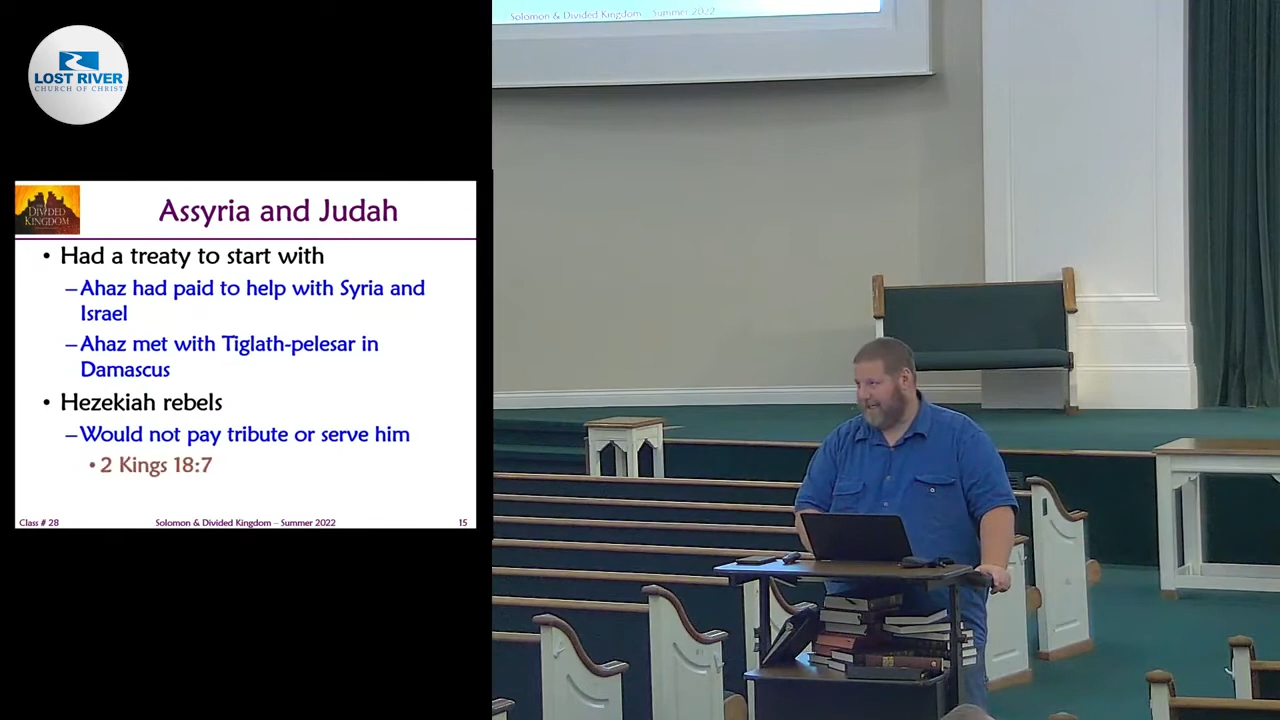 Solomon & Divided Kingdom – Summer 2022
LOST RIVER
CHURCH OF CHRIST
THE
DIVIDED
KINGDOM
Assyria and Judah
• Had a treaty to start with
–Ahaz had paid to help with Syria and
Israel
–Ahaz met with Tiglath-pelesar in
Damascus
• Hezekiah rebels
–Would not pay tribute or serve him
• 2 Kings 18:7
Class # 28
Solomon & Divided Kingdom – Summer 2022
15